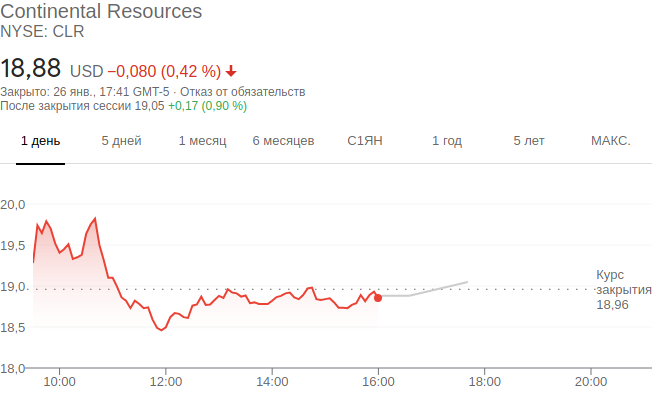 Continental Resources
NYSE: CLR
18,88 USD −0,080 (0,42 %)
Закрыто: 26 янв., 17:41 GMT-5 · Отказ от обязательств
После закрытия сессии 19,05 +0,17 (0,90 %)
1 день 5 дней 1 месяц 6 месяцев С1ЯН 1 год 5 лет МАКС.
20,0
19,5
19,0
18,5
18,0
Курс
закрытия
18,96
10:00 12:00 14:00 16:00 18:00 20:00